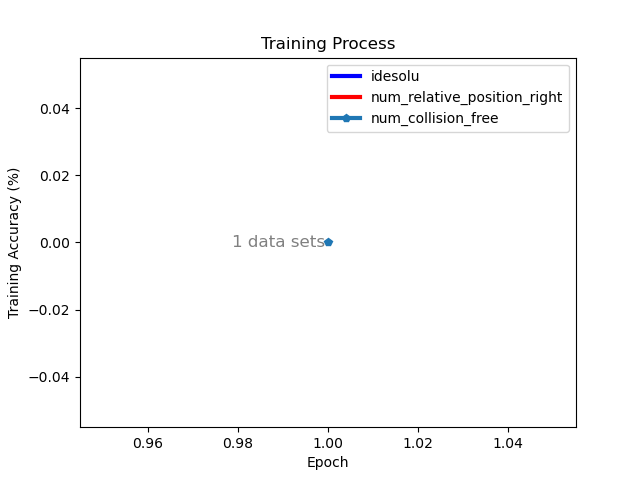 Training Process
idesolu
num_relative_position_right
num_collision_free
Training Accuracy (%)
0.04
0.02
0.00
−0.02
−0.04
1 data sets
0.96
0.98
1.00
1.02
1.04
Epoch